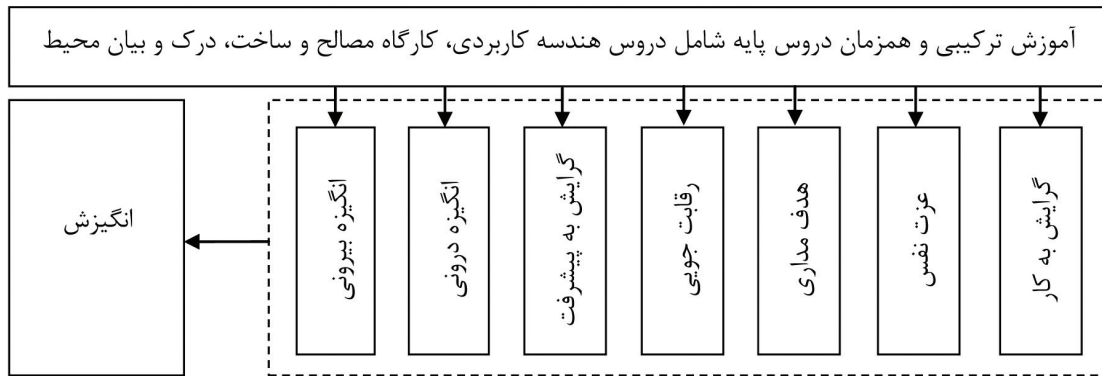 آموزش ترکیبی و همزمان دروس پایه شامل دروس هندسه کاربردی، کارگاه مصالح و ساخت، درک و بیان محیط
گرایش به کار
عزت نفس
هدف مداری
رقابت جویی
گرایش به پیشرفت
انگیزه درونی
انگیزه بیرونی
انگیزش